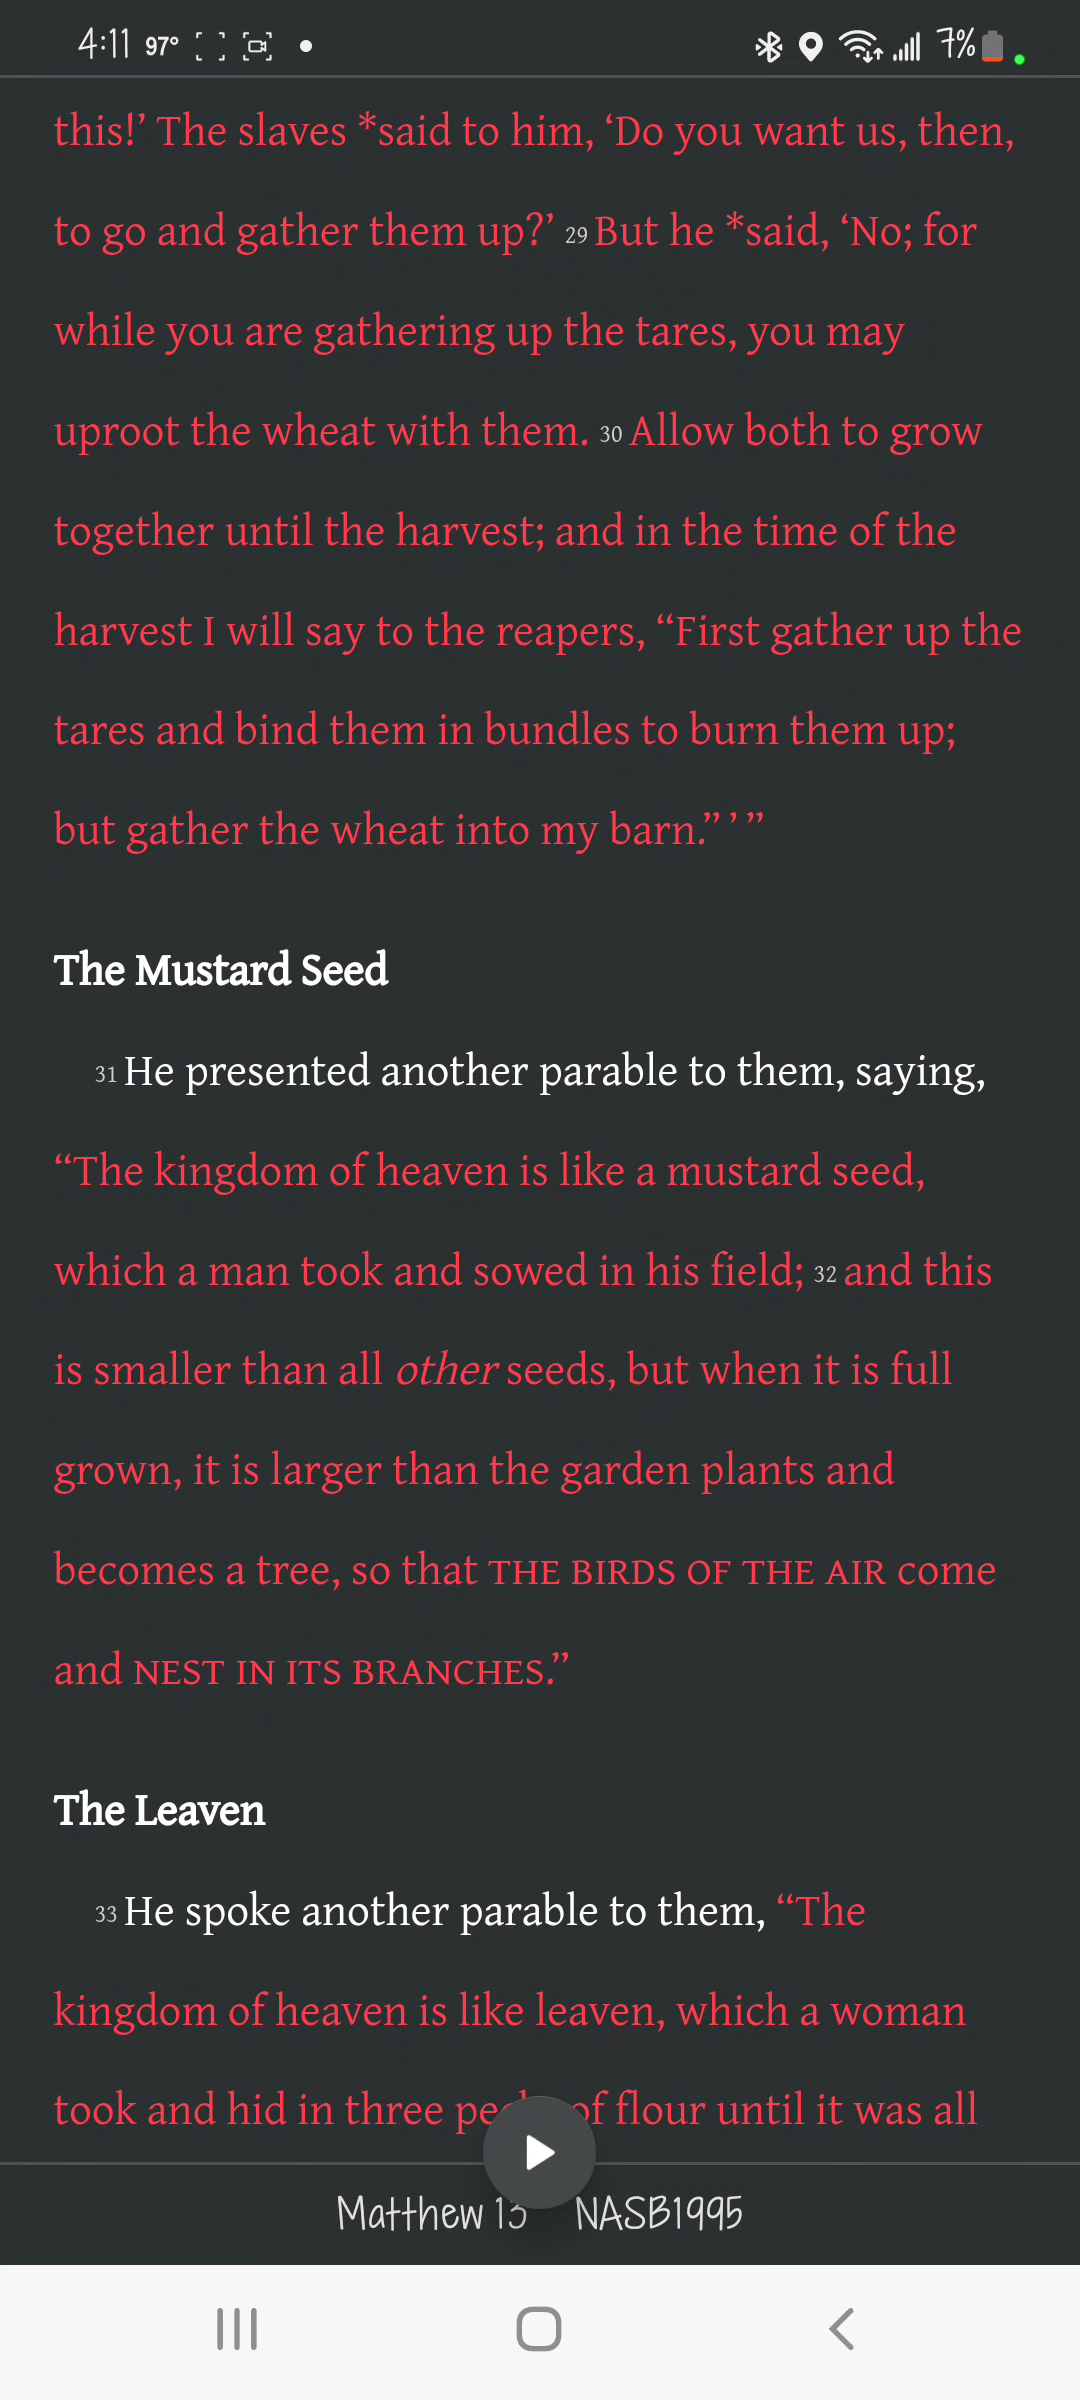 4:11 97° 7%
this!’ The slaves *said to him, ‘Do you want us, then,
to go and gather them up?’ 29 But he *said, ‘No; for
while you are gathering up the tares, you may
uproot the wheat with them. 30 Allow both to grow
together until the harvest; and in the time of the
harvest I will say to the reapers, “First gather up the
tares and bind them in bundles to burn them up;
but gather the wheat into my barn.” ’ ”
The Mustard Seed
31 He presented another parable to them, saying,
“The kingdom of heaven is like a mustard seed,
which a man took and sowed in his field; 32 and this
is smaller than all other seeds, but when it is full
grown, it is larger than the garden plants and
becomes a tree, so that THE BIRDS OF THE AIR come
and NEST IN ITS BRANCHES.”
The Leaven
33 He spoke another parable to them, “The
kingdom of heaven is like leaven, which a woman
took and hid in three of flour until it was all
Matthew 13 NASB1995